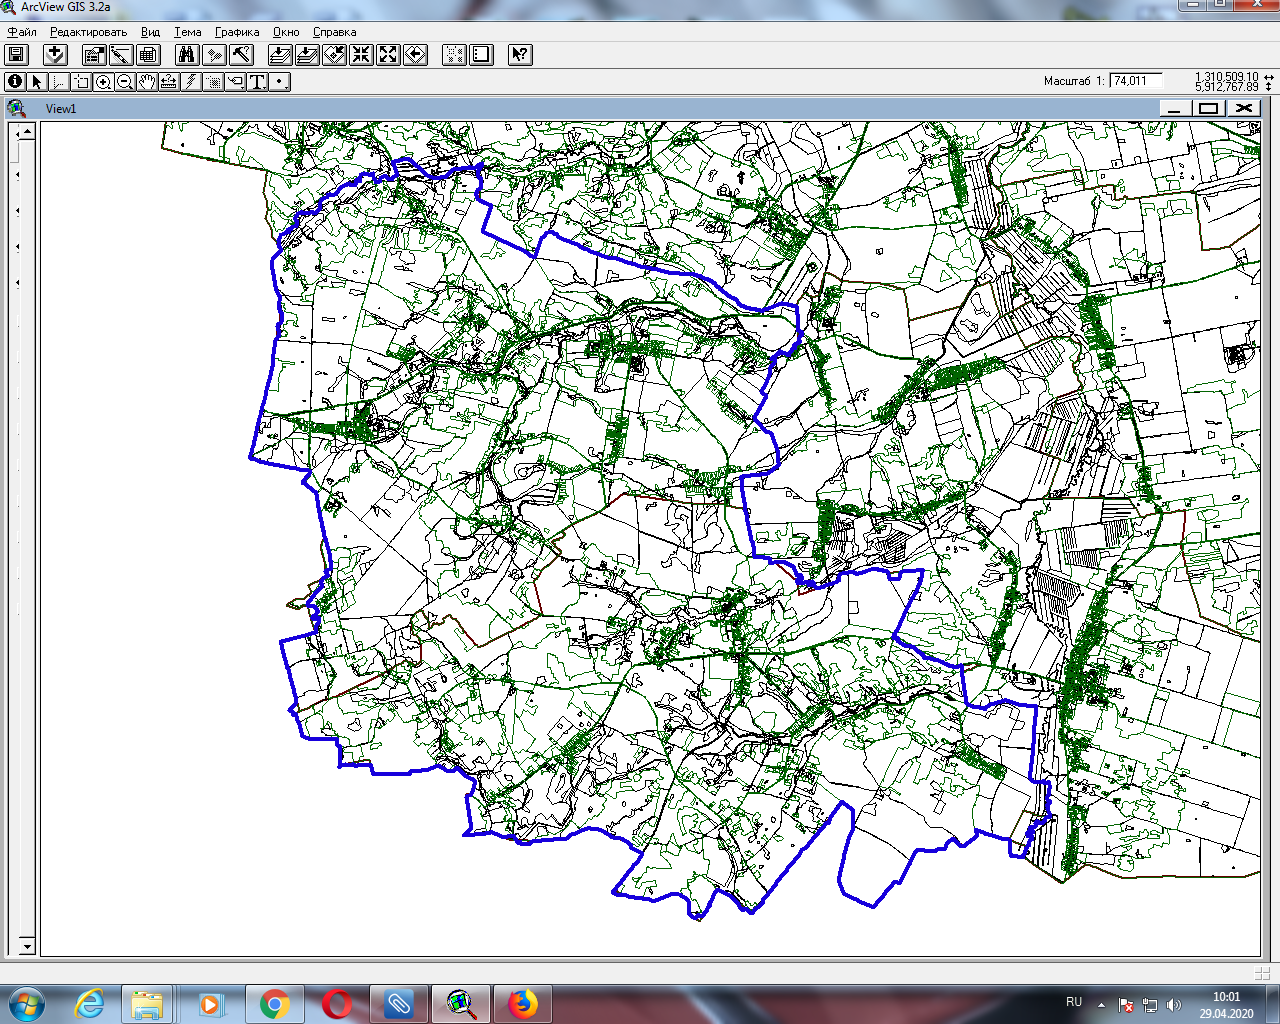 ArcView GIS 3.2a
Файл Редактировать Вид Тема Графика Окно Справка
Масштаб 1: 74,011 1,310,509.10
5,912,767.89
View1
RU
10:01
29.04.2020